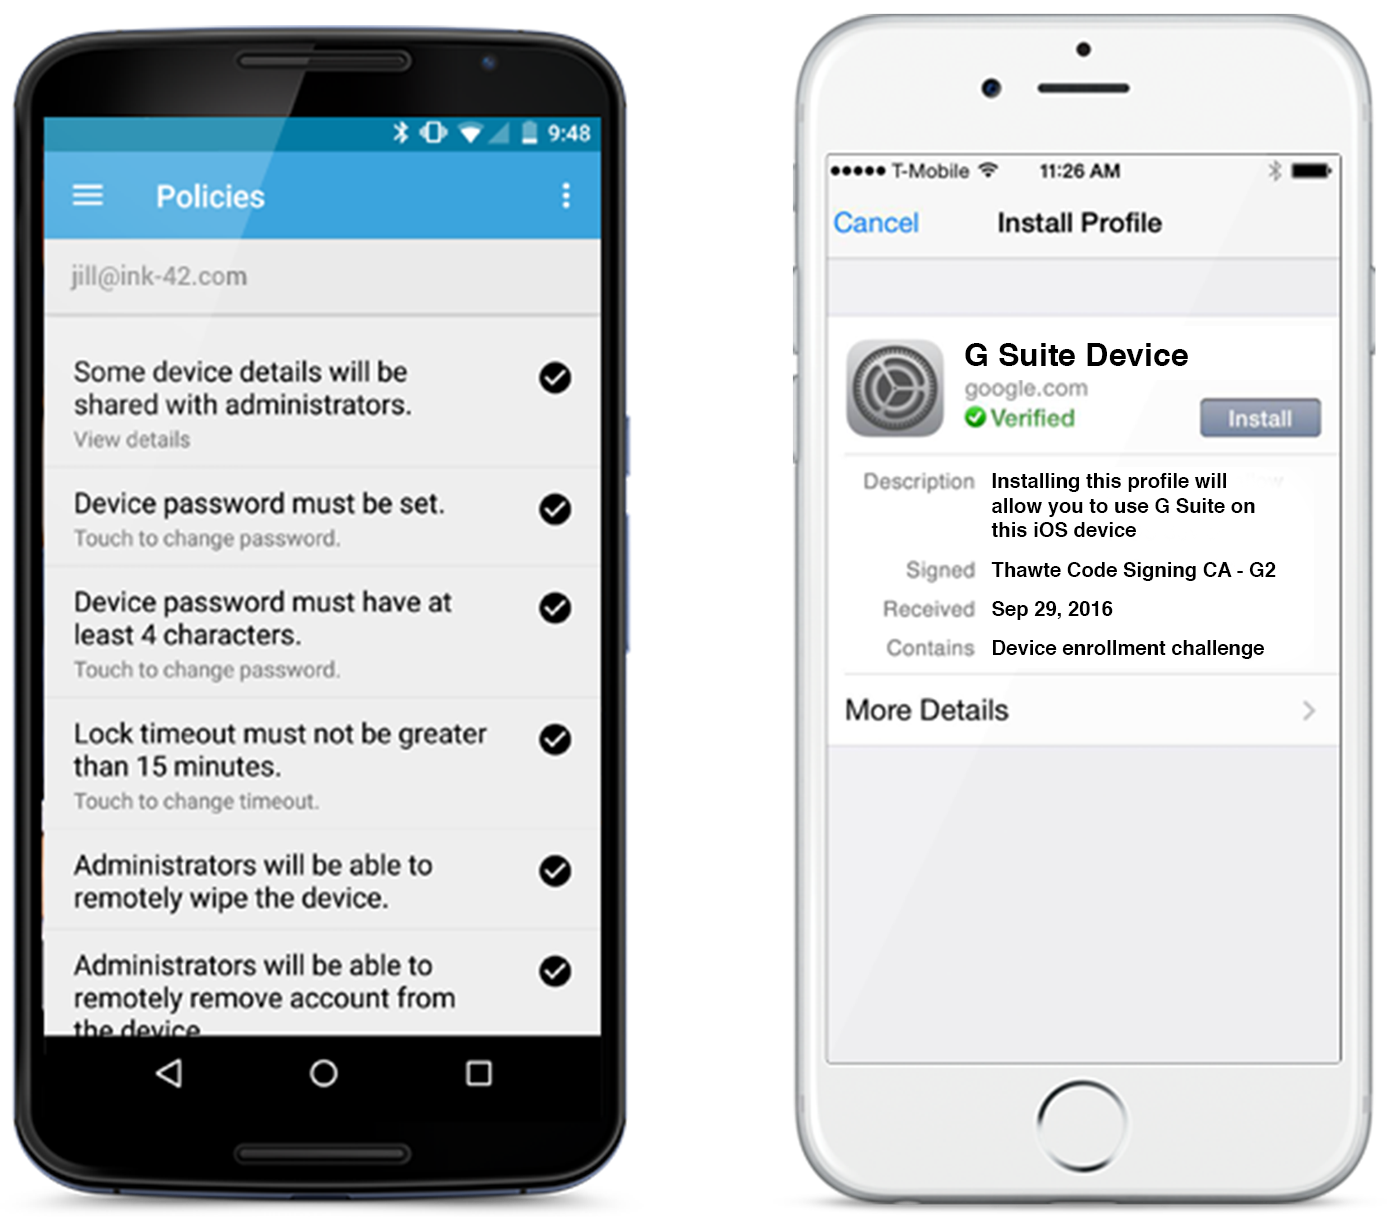 9:48
Policies
jill@ink-42.com
Some device details will be
shared with administrators.
View details
Device password must be set.
Touch to change password.
Device password must have at
least 4 characters.
Touch to change password.
Lock timeout must not be greater
than 15 minutes.
Touch to change timeout.
Administrators will be able to
remotely wipe the device.
Administrators will be able to
remotely remove account from
the device
T-Mobile 11:26 AM
Cancel Install Profile
G Suite Device
google.com
Verified
Install
Description Installing this profile will
allow you to use G Suite on
this iOS device
Signed Thawte Code Signing CA - G2
Received Sep 29, 2016
Contains Device enrollment challenge
More Details